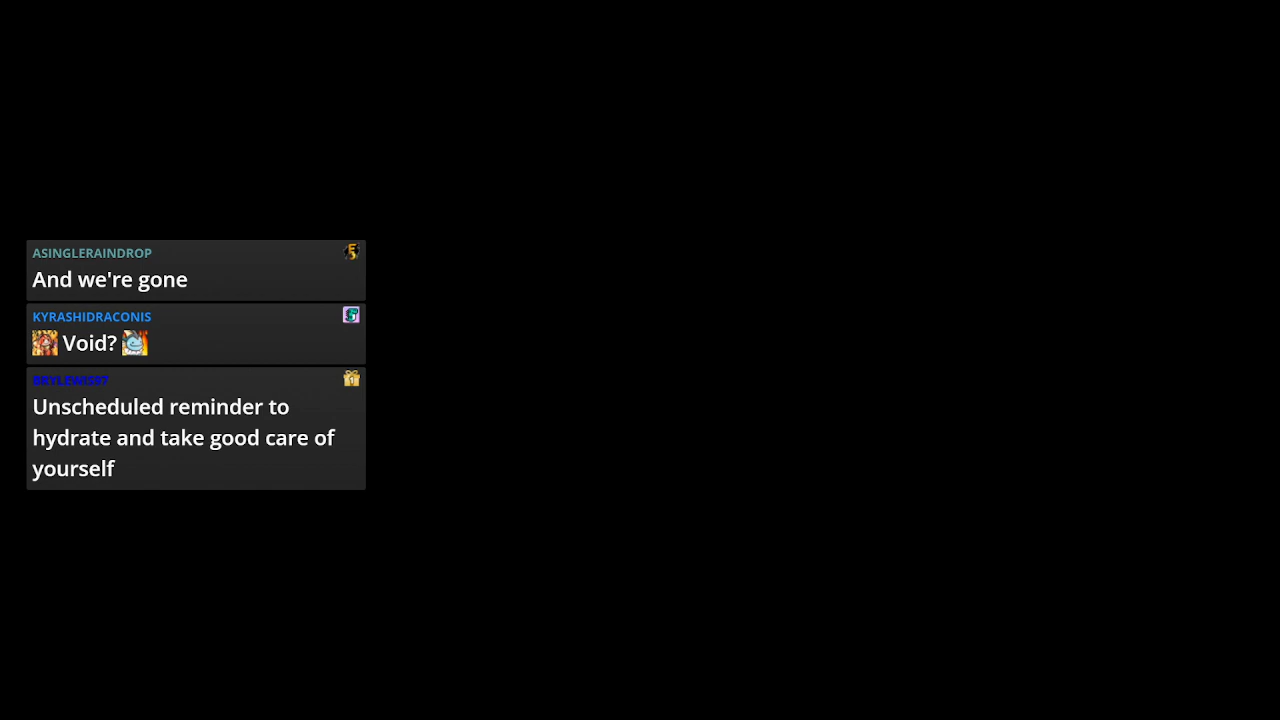 ASINGLERAINDROP
And we're gone
KYRASHIDRACONIS
Void?
Unscheduled reminder to
hydrate and take good care of
yourself